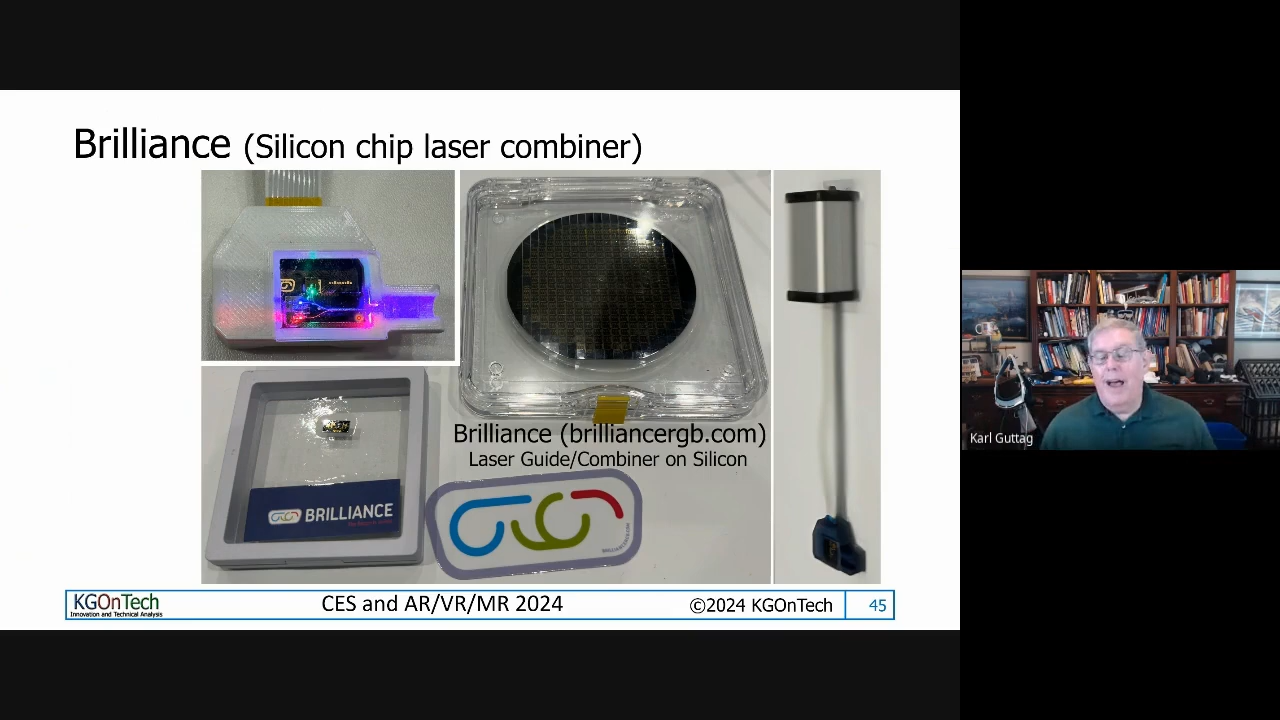 Brilliance (Silicon chip laser combiner)
Brilliance (brilliancergb.com)
Laser Guide/Combiner on Silicon
BRILLIANCE
KGOnTech
Innovation and Technical Analysis
CES and AR/VR/MR 2024
©2024 KGOnTech
45
Karl Guttag